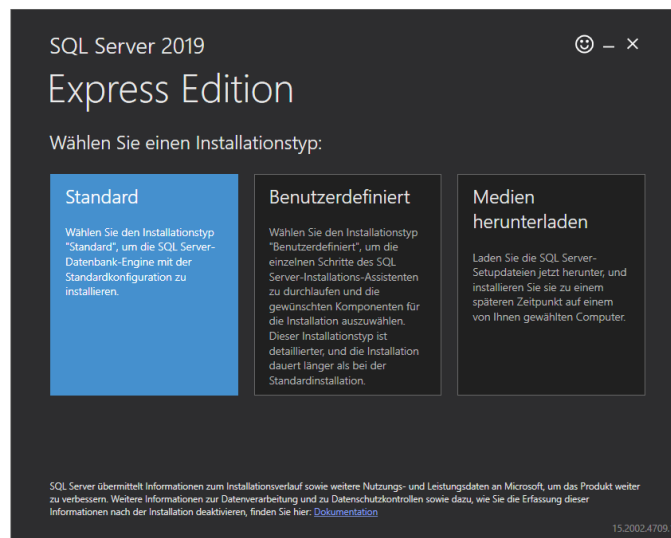 SQL Server 2019
Express Edition
Wählen Sie einen Installationstyp:
Standard
Wählen Sie den Installationstyp
"Standard", um die SQL Server-
Datenbank-Engine mit der
Standardkonfiguration zu
installieren.
Benutzerdefiniert
Wählen Sie den Installationstyp
"Benutzerdefiniert", um die
einzelnen Schritte des SQL
Server-Installations-Assistenten
zu durchlaufen und die
gewünschten Komponenten für
die Installation auszuwählen.
Dieser Installationstyp ist
detaillierter, und die Installation
dauert länger als bei der
Standardinstallation.
Medien
herunterladen
Laden Sie die SQL Server-
Setupdateien jetzt herunter, und
installieren Sie sie zu einem
späteren Zeitpunkt auf einem
von Ihnen gewählten Computer.
SQL Server übermittelt Informationen zum Installationsverlauf sowie weitere Nutzungs- und Leistungsdaten an Microsoft, um das Produkt weiter
zu verbessern. Weitere Informationen zur Datenverarbeitung und zu Datenschutzkontrollen sowie dazu, wie Sie die Erfassung dieser
Informationen nach der Installation deaktivieren, finden Sie hier: Dokumentation
15.2002.4709.